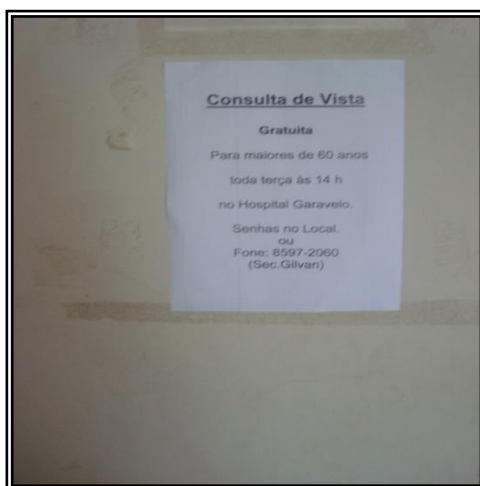 Consulta de Vista
Gratuita
Para maiores de 60 anos
toda terça às 14 h
no Hospital Garavelo.
Senhas no Local.
ou
Fone: 8597-2060
(Sec.Gilvan)